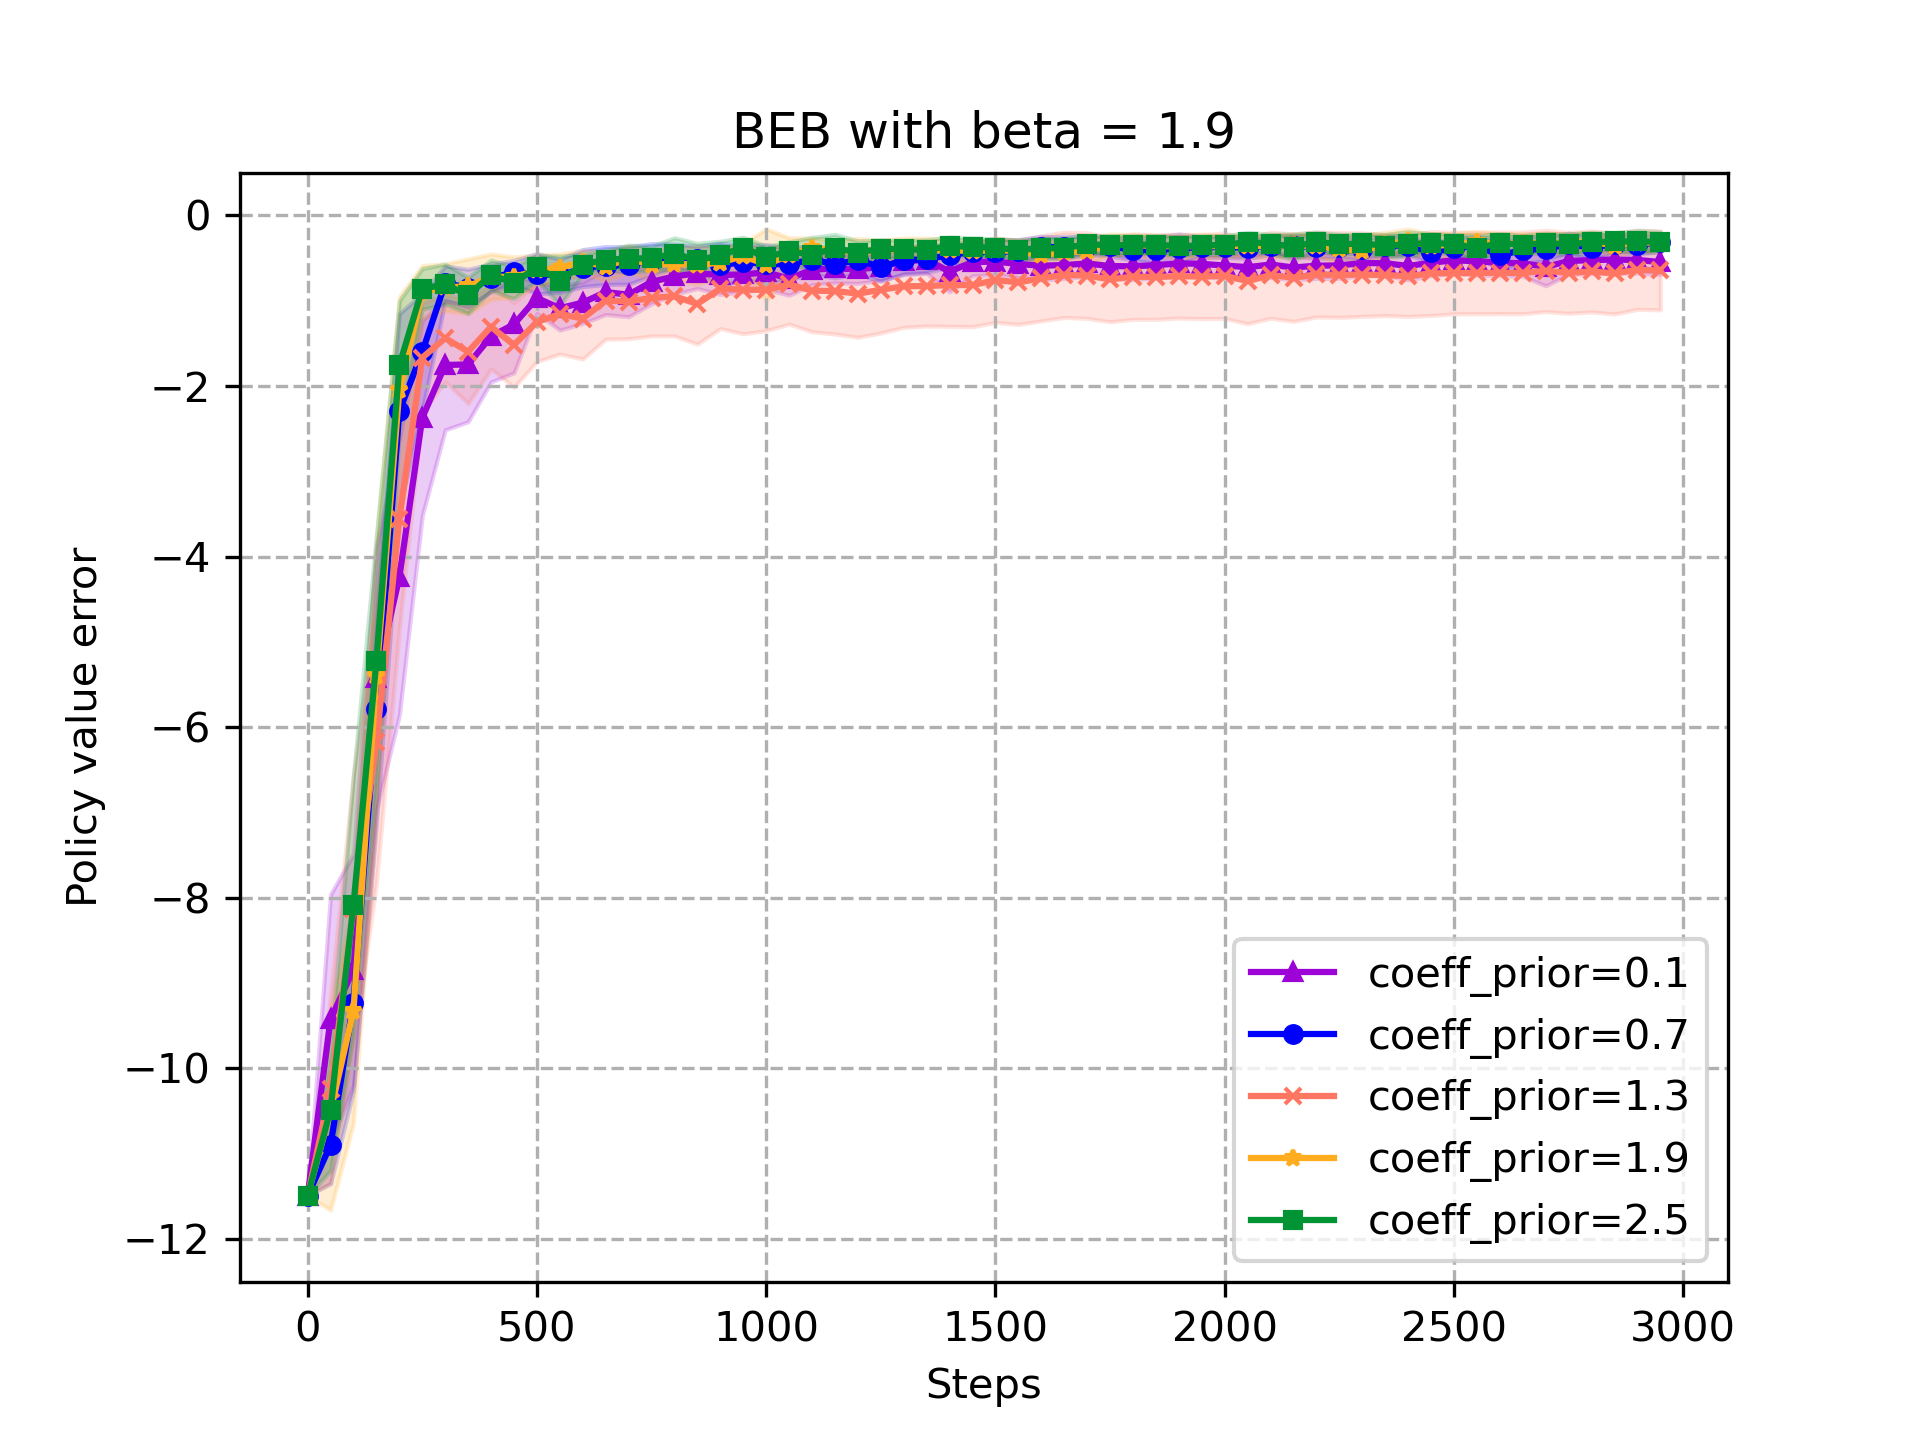 BEB with beta = 1.9
Policy value error
0
−2
−4
−6
−8
−10
−12
0 500 1000 1500 2000 2500 3000
Steps
coeff_prior=0.1
coeff_prior=0.7
coeff_prior=1.3
coeff_prior=1.9
coeff_prior=2.5